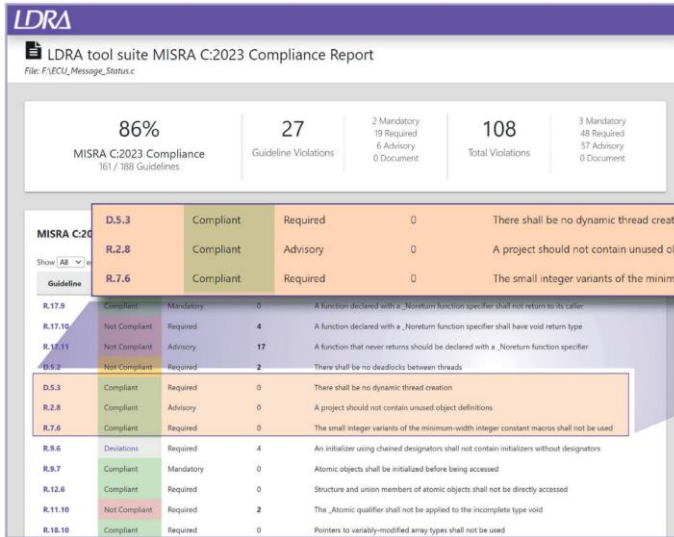 LDRA
LDRA tool suite MISRA C:2023 Compliance Report
File: F:\ECU_Message_Status.c
86%
MISRA C:2023 Compliance
161 / 188 Guidelines
27
Guideline Violations
2 Mandatory
19 Required
6 Advisory
0 Document
108
Total Violations
3 Mandatory
48 Required
57 Advisory
0 Document
MISRA C:20
Show All
Guideline
D.5.3 Compliant Required 0 There shall be no dynamic thread creat
R.2.8 Compliant Advisory 0 A project should not contain unused ob
R.7.6 Compliant Required 0 The small integer variants of the minim
R.17.9 Compliant Mandatory 0 A function declared with a _Noreturn function specifier shall not return to its caller
R.17.10 Not Compliant Required 4 A function declared with a _Noreturn function specifier shall have void return type
R.17.11 Not Compliant Advisory 17 A function that never returns should be declared with a _Noreturn function specifier
D.5.2 Not Compliant Required 2 There shall be no deadlocks between threads
D.5.3 Compliant Required 0 There shall be no dynamic thread creation
R.2.8 Compliant Advisory 0 A project should not contain unused object definitions
R.7.6 Compliant Required 0 The small integer variants of the minimum-width integer constant macros shall not be used
R.9.6 Deviations Required 4 An initializer using chained designators shall not contain initializers without designators
R.9.7 Compliant Mandatory 0 Atomic objects shall be initialized before being accessed
R.12.6 Compliant Required 0 Structure and union members of atomic objects shall not be directly accessed
R.11.10 Not Compliant Required 2 The _Atomic qualifier shall not be applied to the incomplete type void
R.18.10 Compliant Required 0 Pointers to variably-modified array types shall not be used